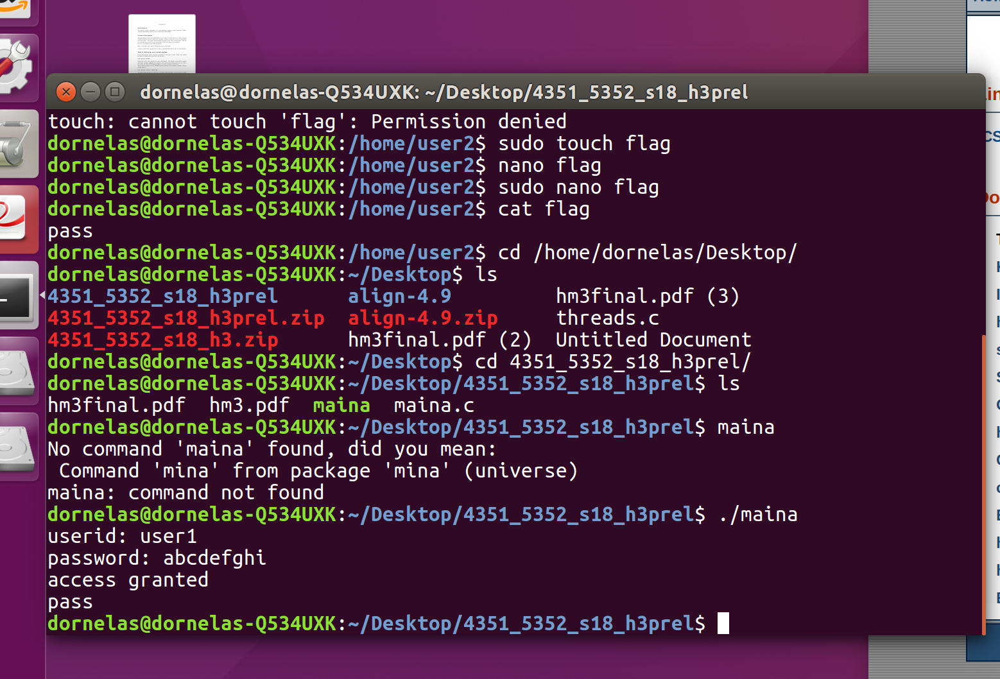 dornelas@dornelas-Q534UXK: ~/Desktop/4351_5352_s18_h3prel
touch: cannot touch 'flag': Permission denied
dornelas@dornelas-Q534UXK:/home/user2$ sudo touch flag
dornelas@dornelas-Q534UXK:/home/user2$ nano flag
dornelas@dornelas-Q534UXK:/home/user2$ sudo nano flag
dornelas@dornelas-Q534UXK:/home/user2$ cat flag
pass
dornelas@dornelas-Q534UXK:/home/user2$ cd /home/dornelas/Desktop/
dornelas@dornelas-Q534UXK:~/Desktop$ ls
4351_5352_s18_h3prel      align-4.9         hm3final.pdf (3)
4351_5352_s18_h3prel.zip  align-4.9.zip     threads.c
4351_5352_s18_h3.zip      hm3final.pdf (2)  Untitled Document
dornelas@dornelas-Q534UXK:~/Desktop$ cd 4351_5352_s18_h3prel/
dornelas@dornelas-Q534UXK:~/Desktop/4351_5352_s18_h3prel$ ls
hm3final.pdf  hm3.pdf  maina  maina.c
dornelas@dornelas-Q534UXK:~/Desktop/4351_5352_s18_h3prel$ maina
No command 'maina' found, did you mean:
 Command 'mina' from package 'mina' (universe)
maina: command not found
dornelas@dornelas-Q534UXK:~/Desktop/4351_5352_s18_h3prel$ ./maina
userid: user1
password: abcdefghi
access granted
pass
dornelas@dornelas-Q534UXK:~/Desktop/4351_5352_s18_h3prel$